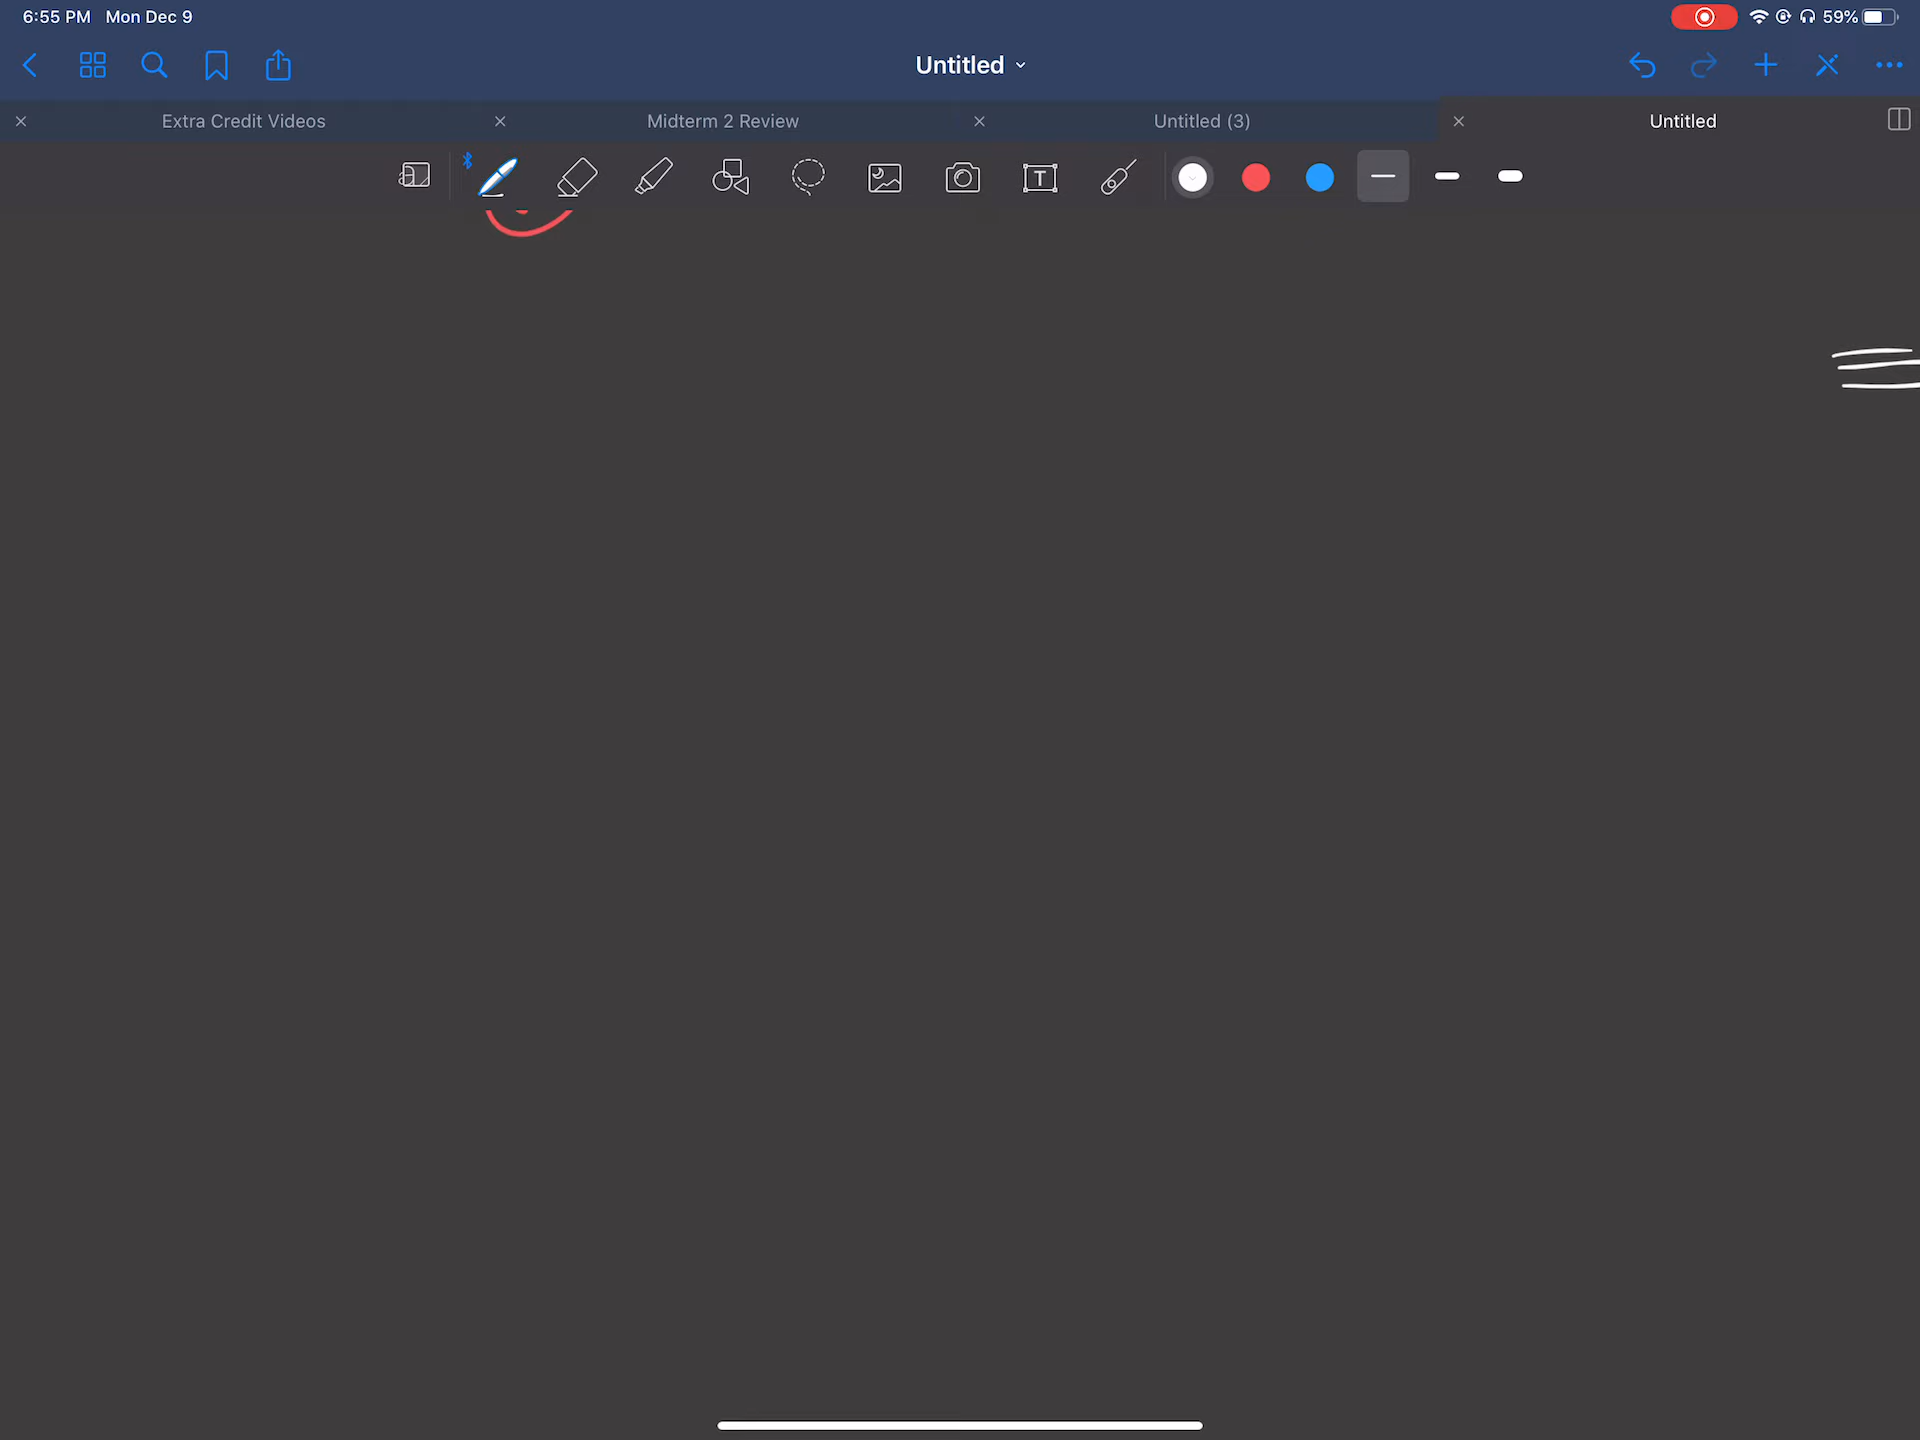 6:55 PM Mon Dec 9
59%
Untitled
Extra Credit Videos
Midterm 2 Review
Untitled (3)
Untitled
T